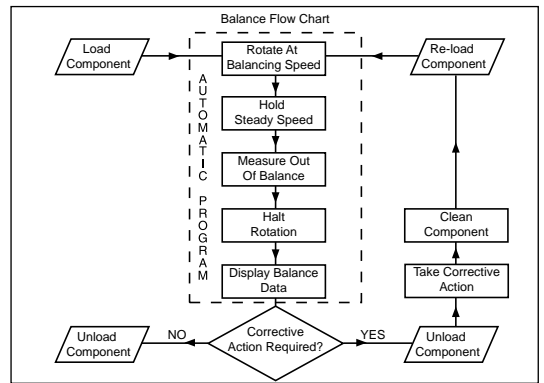 Balance Flow Chart
Load
Component
Rotate At
Balancing Speed
Re-load
Component
AUTOMATIC PROGRAM
Hold
Steady Speed
Measure Out
Of Balance
Halt
Rotation
Clean
Component
Display Balance
Data
Take Corrective
Action
Unload
Component
NO
Corrective
Action Required?
YES
Unload
Component